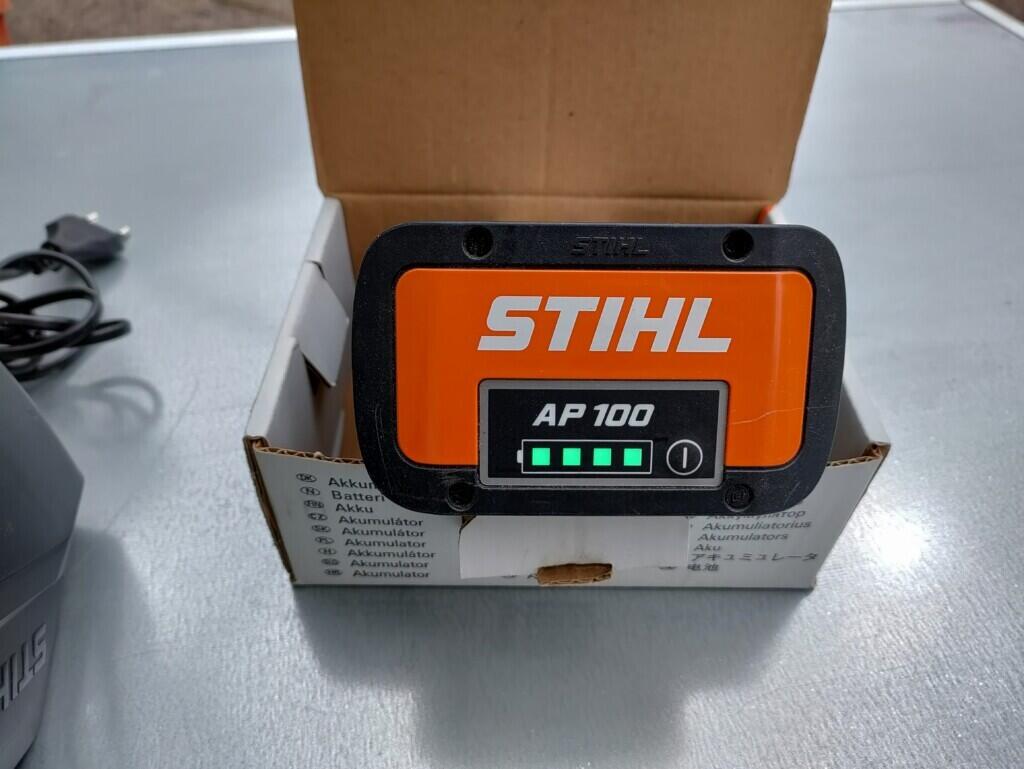 STIHL
STIHL
AP 100
Batteri
Akku
Akumulátor
Akumulátor
Akumulator
Akkumulátor
Akumulator
Akumulator
Akumuliatorius
Akumulators
Aku
アキュミュレータ
电池
STIH